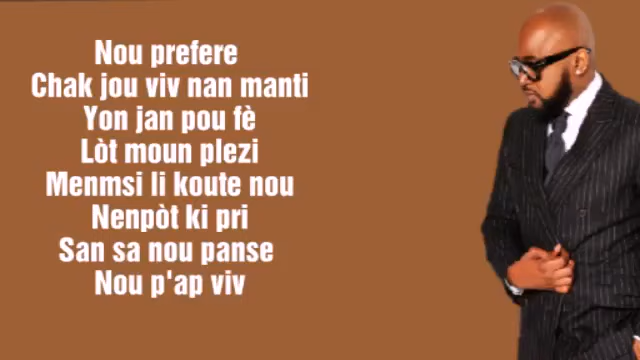 Nou prefere
Chak jou viv nan manti
Yon jan pou fè
Lòt moun plezi
Menmsi li koute nou
Nenpòt ki pri
San sa nou panse
Nou p'ap viv